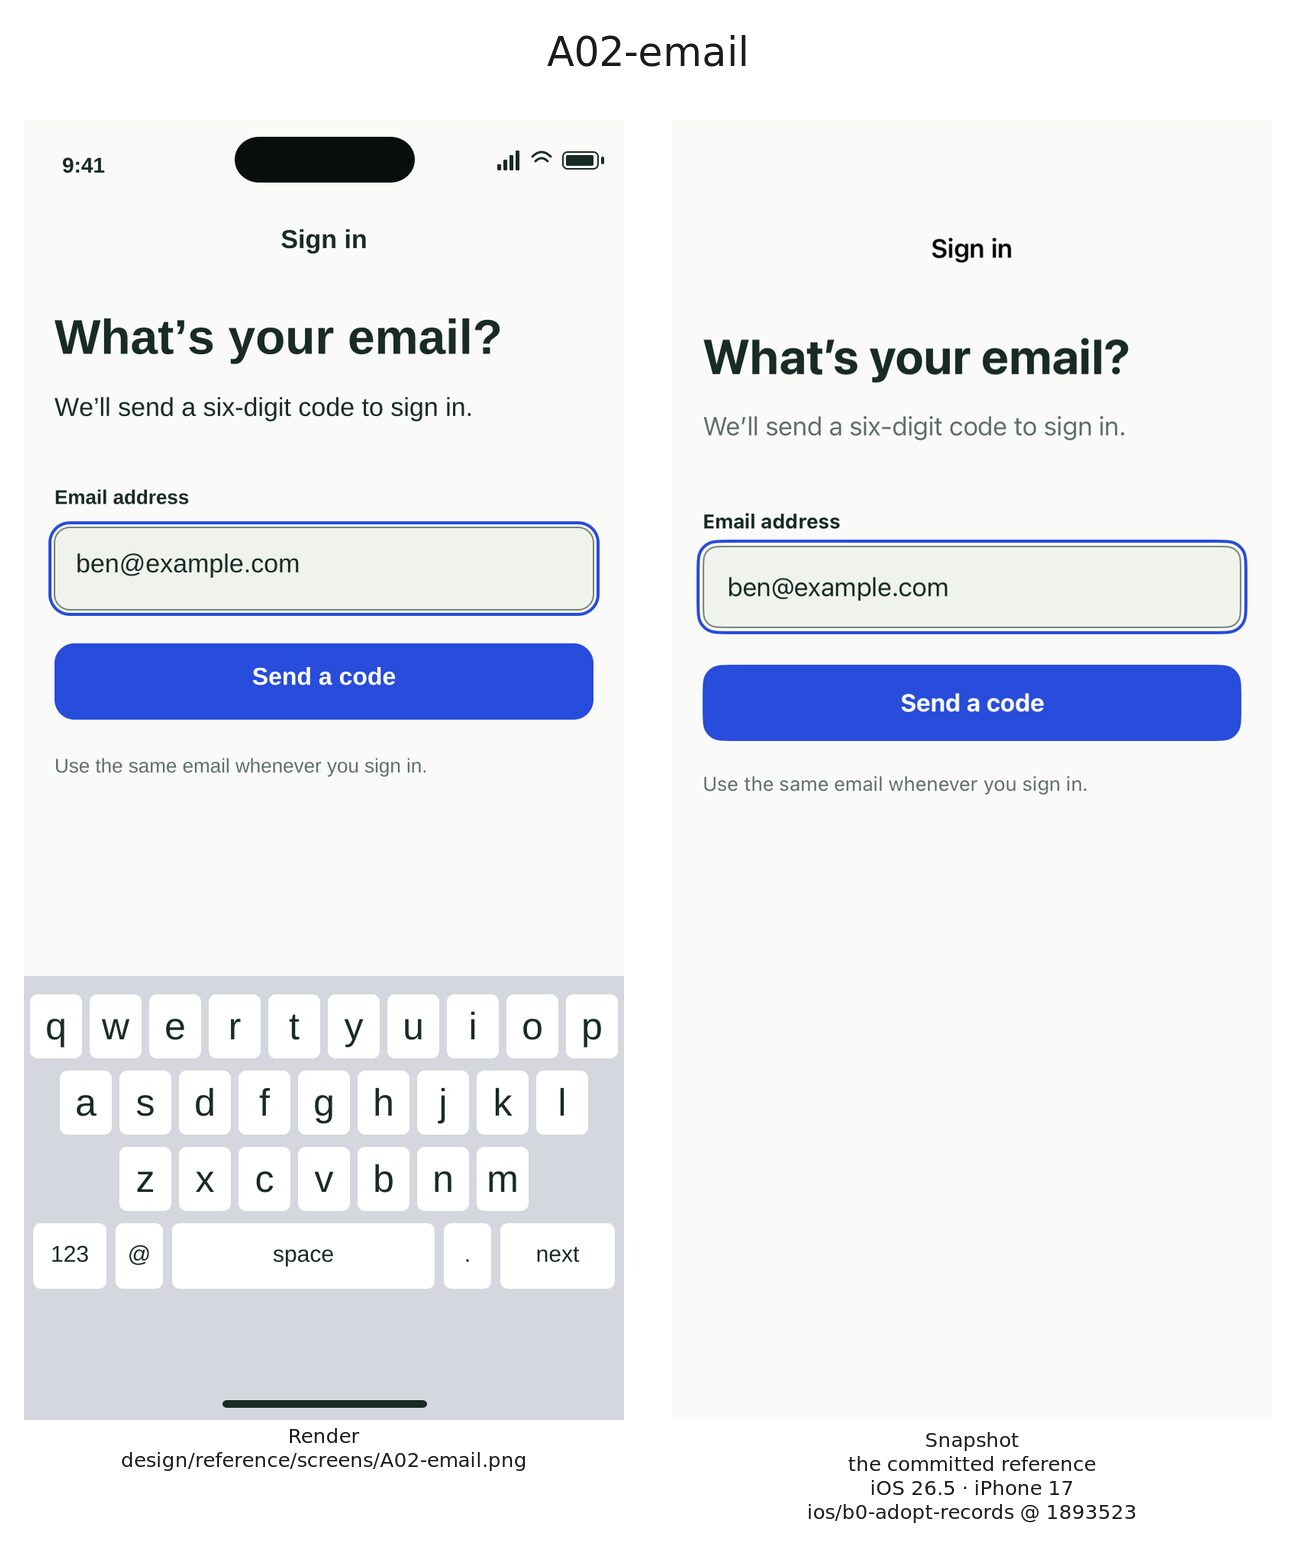 A02-email
9:41
Sign in
What’s your email?
We’ll send a six-digit code to sign in.
Email address
ben@example.com
Send a code
Use the same email whenever you sign in.
q w e r t y u i o p
a s d f g h j k l
z x c v b n m
123 @ space . next
Render
design/reference/screens/A02-email.png
Sign in
What’s your email?
We’ll send a six-digit code to sign in.
Email address
ben@example.com
Send a code
Use the same email whenever you sign in.
Snapshot
the committed reference
iOS 26.5 · iPhone 17
ios/b0-adopt-records @ 1893523